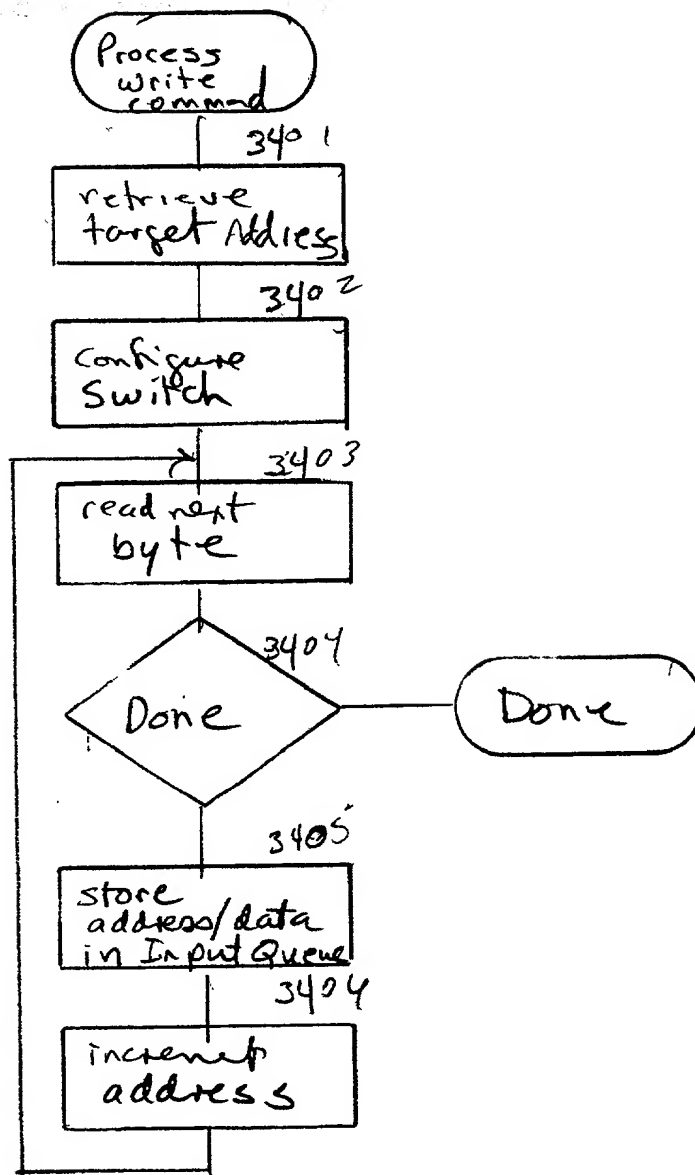 Process
write
command
3401
retrieve
target Address
3402
configure
Switch
3403
read next
byte
3404
Done
Done
3405
store
address/data
in Input Queue
3404
increment
address